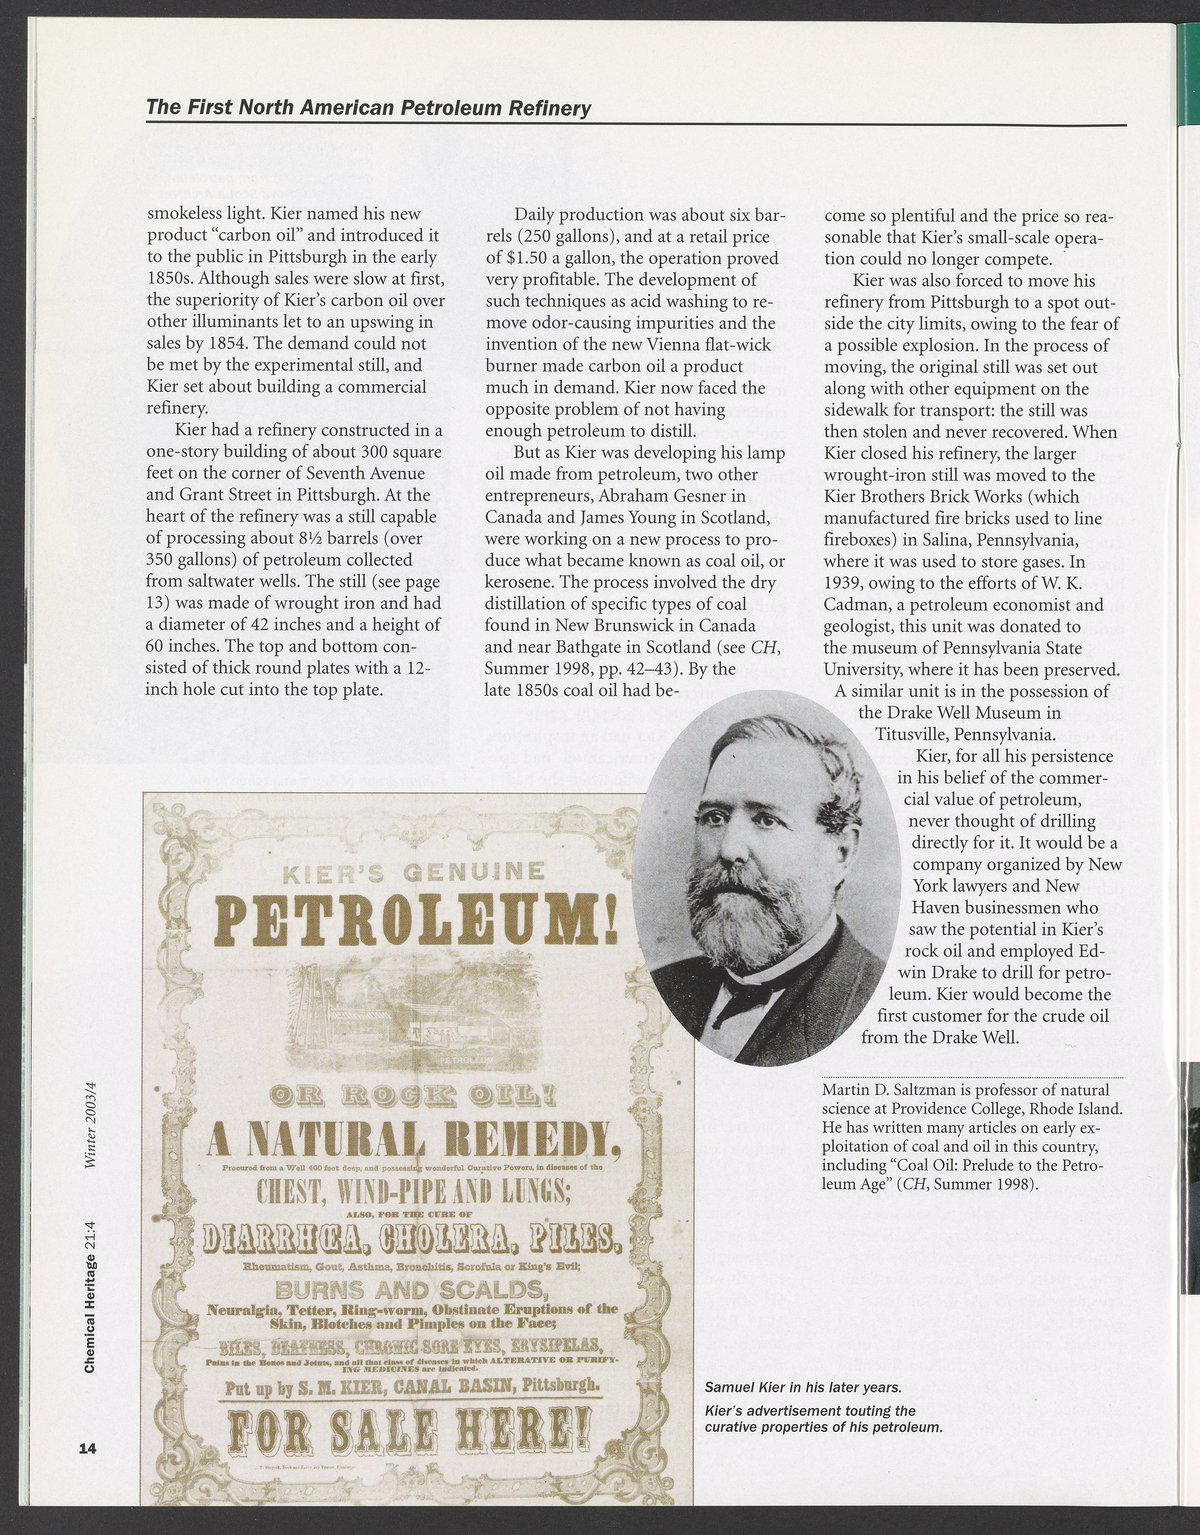 The First North American Petroleum Refinery
smokeless light. Kier named his new
product “carbon oil” and introduced it
to the public in Pittsburgh in the early
1850s. Although sales were slow at first,
the superiority of Kier’s carbon oil over
other illuminants let to an upswing in
sales by 1854. The demand could not
be met by the experimental still, and
Kier set about building a commercial
refinery.
Kier had a refinery constructed in a
one-story building of about 300 square
feet on the corner of Seventh Avenue
and Grant Street in Pittsburgh. At the
heart of the refinery was a still capable
of processing about 8½ barrels (over
350 gallons) of petroleum collected
from saltwater wells. The still (see page
13) was made of wrought iron and had
a diameter of 42 inches and a height of
60 inches. The top and bottom con-
sisted of thick round plates with a 12-
inch hole cut into the top plate.
Daily production was about six bar-
rels (250 gallons), and at a retail price
of $1.50 a gallon, the operation proved
very profitable. The development of
such techniques as acid washing to re-
move odor-causing impurities and the
invention of the new Vienna flat-wick
burner made carbon oil a product
much in demand. Kier now faced the
opposite problem of not having
enough petroleum to distill.
But as Kier was developing his lamp
oil made from petroleum, two other
entrepreneurs, Abraham Gesner in
Canada and James Young in Scotland,
were working on a new process to pro-
duce what became known as coal oil, or
kerosene. The process involved the dry
distillation of specific types of coal
found in New Brunswick in Canada
and near Bathgate in Scotland (see CH,
Summer 1998, pp. 42–43). By the
late 1850s coal oil had be-
come so plentiful and the price so rea-
sonable that Kier’s small-scale opera-
tion could no longer compete.
Kier was also forced to move his
refinery from Pittsburgh to a spot out-
side the city limits, owing to the fear of
a possible explosion. In the process of
moving, the original still was set out
along with other equipment on the
sidewalk for transport: the still was
then stolen and never recovered. When
Kier closed his refinery, the larger
wrought-iron still was moved to the
Kier Brothers Brick Works (which
manufactured fire bricks used to line
fireboxes) in Salina, Pennsylvania,
where it was used to store gases. In
1939, owing to the efforts of W. K.
Cadman, a petroleum economist and
geologist, this unit was donated to
the museum of Pennsylvania State
University, where it has been preserved.
A similar unit is in the possession of
the Drake Well Museum in
Titusville, Pennsylvania.
Kier, for all his persistence
in his belief of the commer-
cial value of petroleum,
never thought of drilling
directly for it. It would be a
company organized by New
York lawyers and New
Haven businessmen who
saw the potential in Kier’s
rock oil and employed Ed-
win Drake to drill for petro-
leum. Kier would become the
first customer for the crude oil
from the Drake Well.
Martin D. Saltzman is professor of natural
science at Providence College, Rhode Island.
He has written many articles on early ex-
ploitation of coal and oil in this country,
including “Coal Oil: Prelude to the Petro-
leum Age” (CH, Summer 1998).
KIER’S GENUINE
PETROLEUM!
PETROLEUM
OR ROCK OIL!
A NATURAL REMEDY,
Procured from a Well 400 feet deep, and possessing wonderful Curative Powers, in diseases of the
CHEST, WIND-PIPE AND LUNGS;
ALSO, FOR THE CURE OF
DIARRHŒA, CHOLERA, PILES,
Rheumatism, Gout, Asthma, Bronchitis, Scrofula or King’s Evil;
BURNS AND SCALDS,
Neuralgia, Tetter, Ring-worm, Obstinate Eruptions of the
Skin, Blotches and Pimples on the Face;
BILES, DEAFNESS, CHRONIC SORE EYES, ERYSIPELAS,
Pains in the Bones and Joints, and all that class of diseases in which ALTERATIVE OR PURIFY-
ING MEDICINES are indicated.
Put up by S. M. KIER, CANAL BASIN, Pittsburgh.
FOR SALE HERE!
Samuel Kier in his later years.
Kier’s advertisement touting the
curative properties of his petroleum.
Chemical Heritage 21:4 Winter 2003/4
14